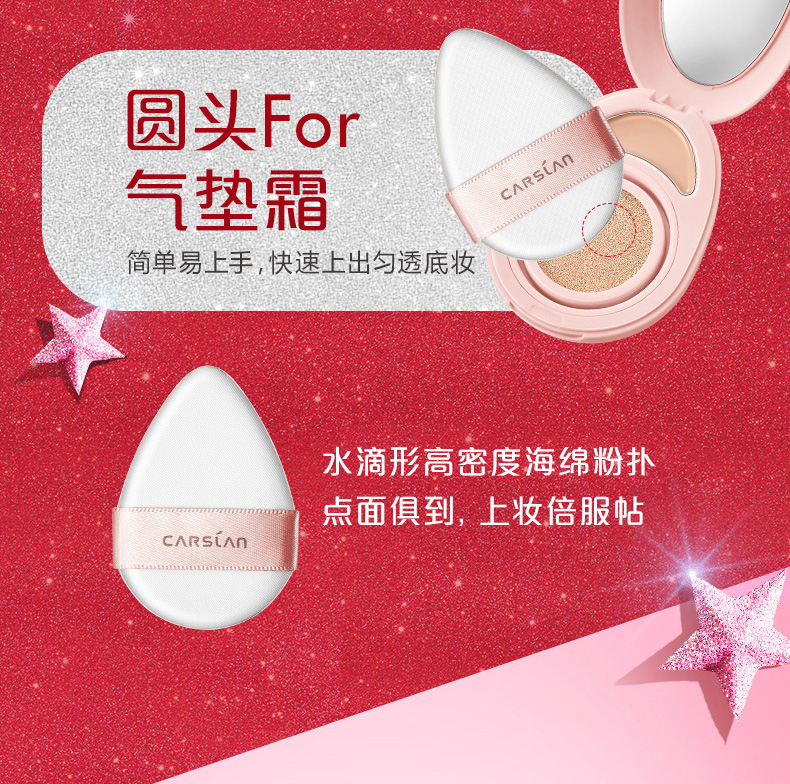 圆头For
气垫霜
简单易上手,快速上出匀透底妆
CARSLAN
水滴形高密度海绵粉扑
点面俱到, 上妆倍服帖
CARSLAN